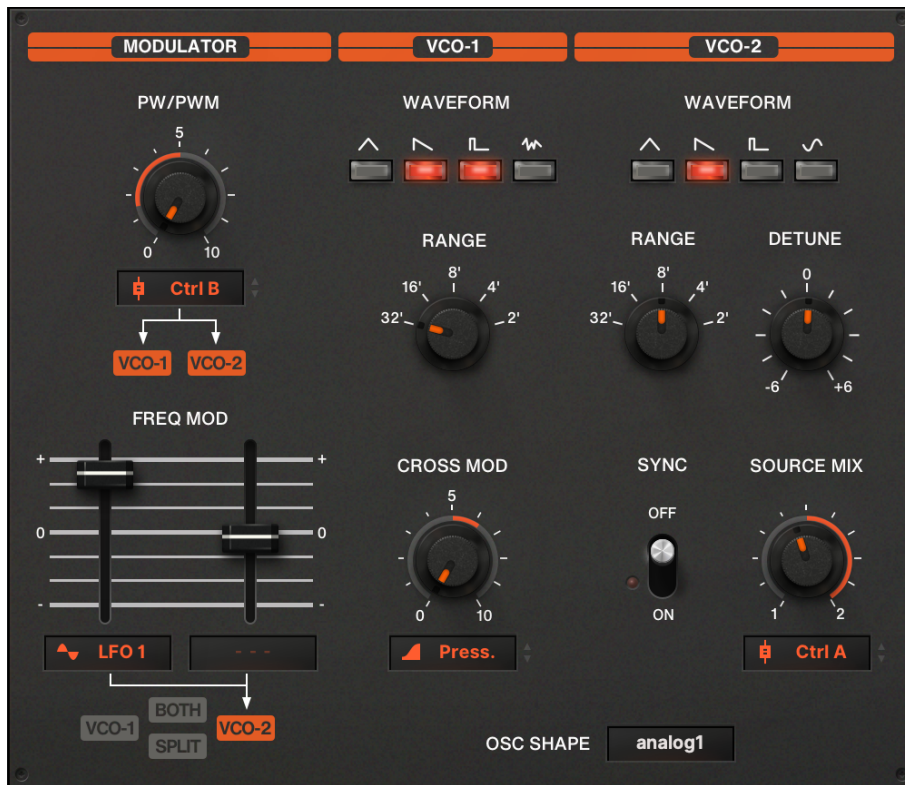 MODULATOR
VCO-1
VCO-2
PW/PWM
5
0
10
Ctrl B
VCO-1 VCO-2
FREQ MOD
+ +
0 0
- -
LFO 1 - - -
VCO-1
BOTH
SPLIT
VCO-2
WAVEFORM
RANGE
8'
16' 4'
32' 2'
CROSS MOD
5
0 10
Press.
WAVEFORM
RANGE
8'
16' 4'
32' 2'
DETUNE
0
-6 +6
SYNC
OFF
ON
SOURCE MIX
1 2
Ctrl A
OSC SHAPE analog1